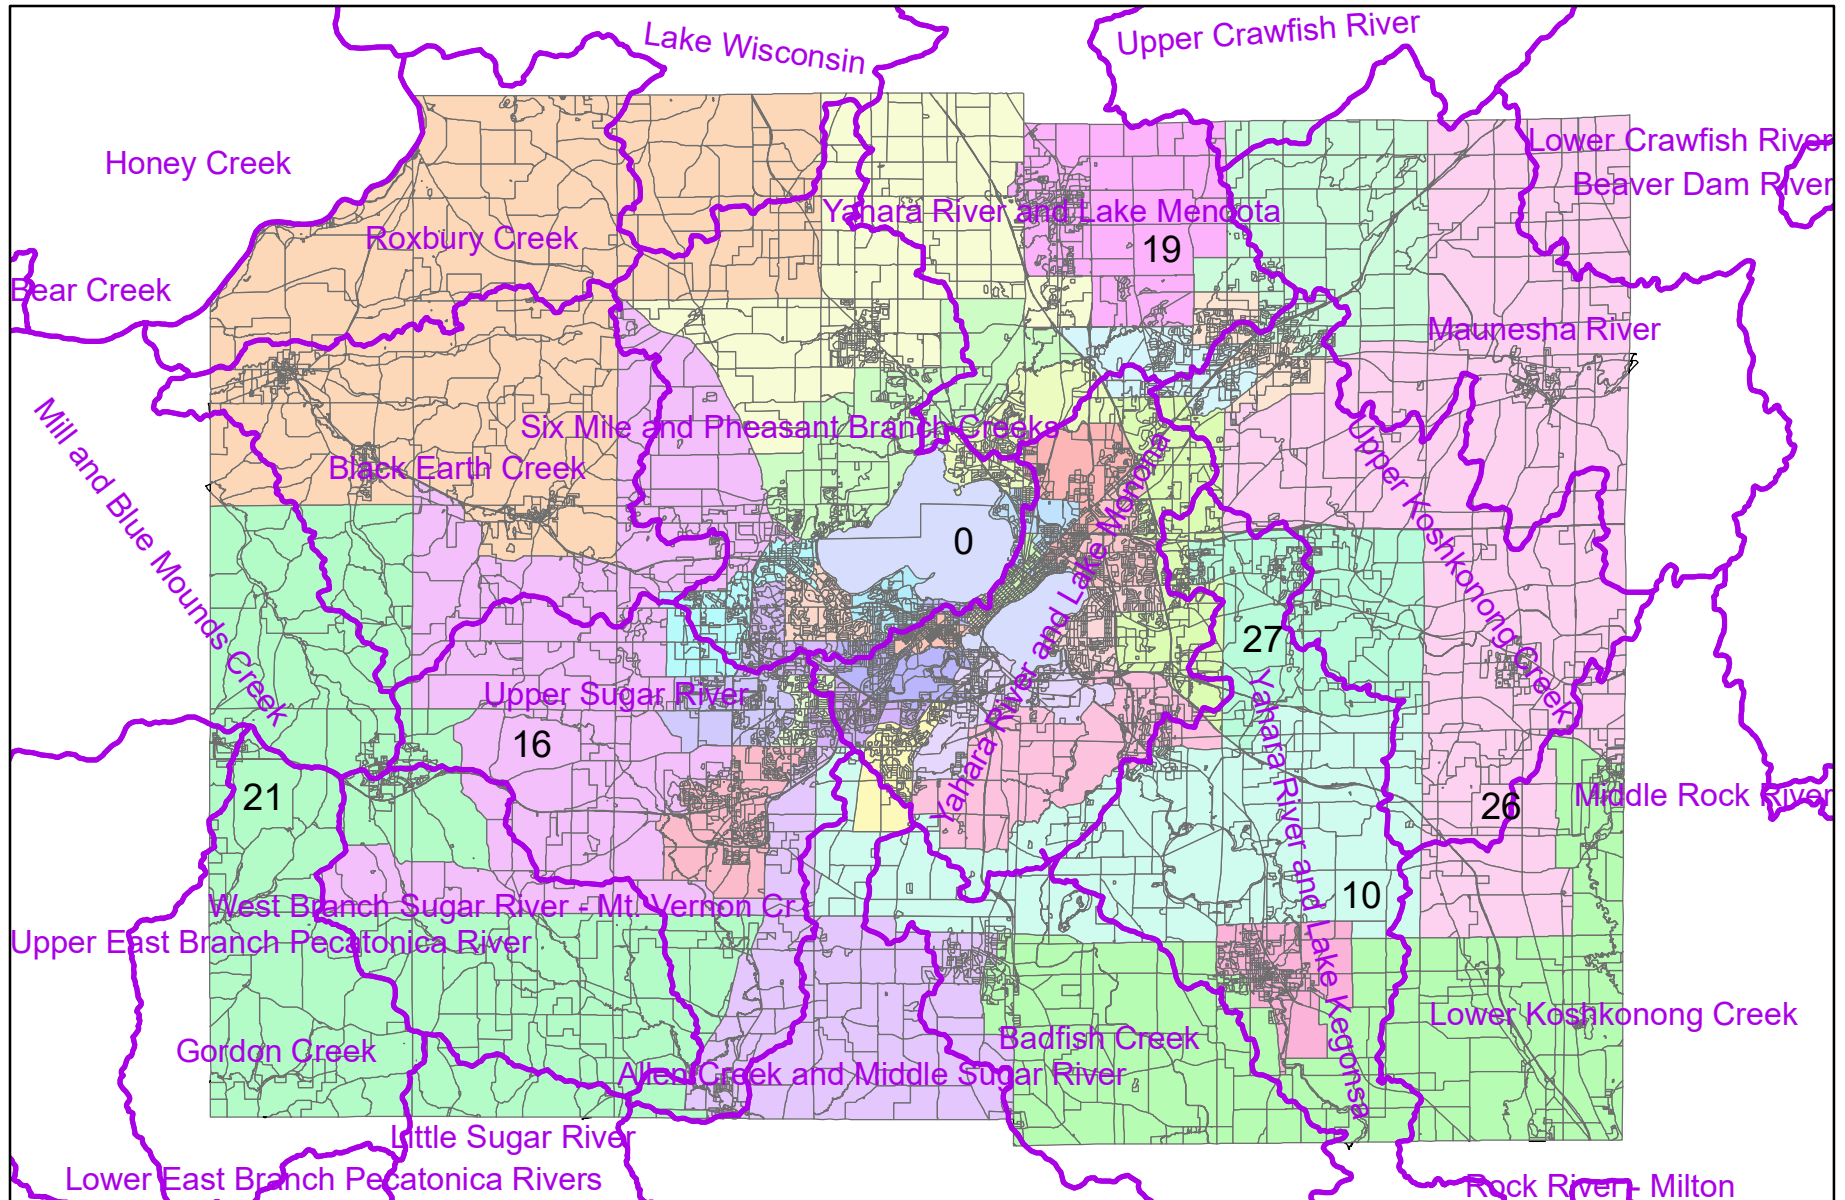 Lake Wisconsin
Upper Crawfish River
Honey Creek
Lower Crawfish River
Beaver Dam River
Yahara River and Lake Mendota
Roxbury Creek
19
Bear Creek
Maunesha River
Six Mile and Pheasant Branch Creeks
Black Earth Creek
Mill and Blue Mounds Creek
Upper Koshkonong Creek
Yahara River and Lake Monona
0
27
Upper Sugar River
16
21
Yahara River and Lake Kegonsa
26
Middle Rock River
10
West Branch Sugar River - Mt. Vernon Cr
Upper East Branch Pecatonica River
Lower Koshkonong Creek
Badfish Creek
Gordon Creek
Allen Creek and Middle Sugar River
Little Sugar River
Lower East Branch Pecatonica Rivers
Rock River - Milton